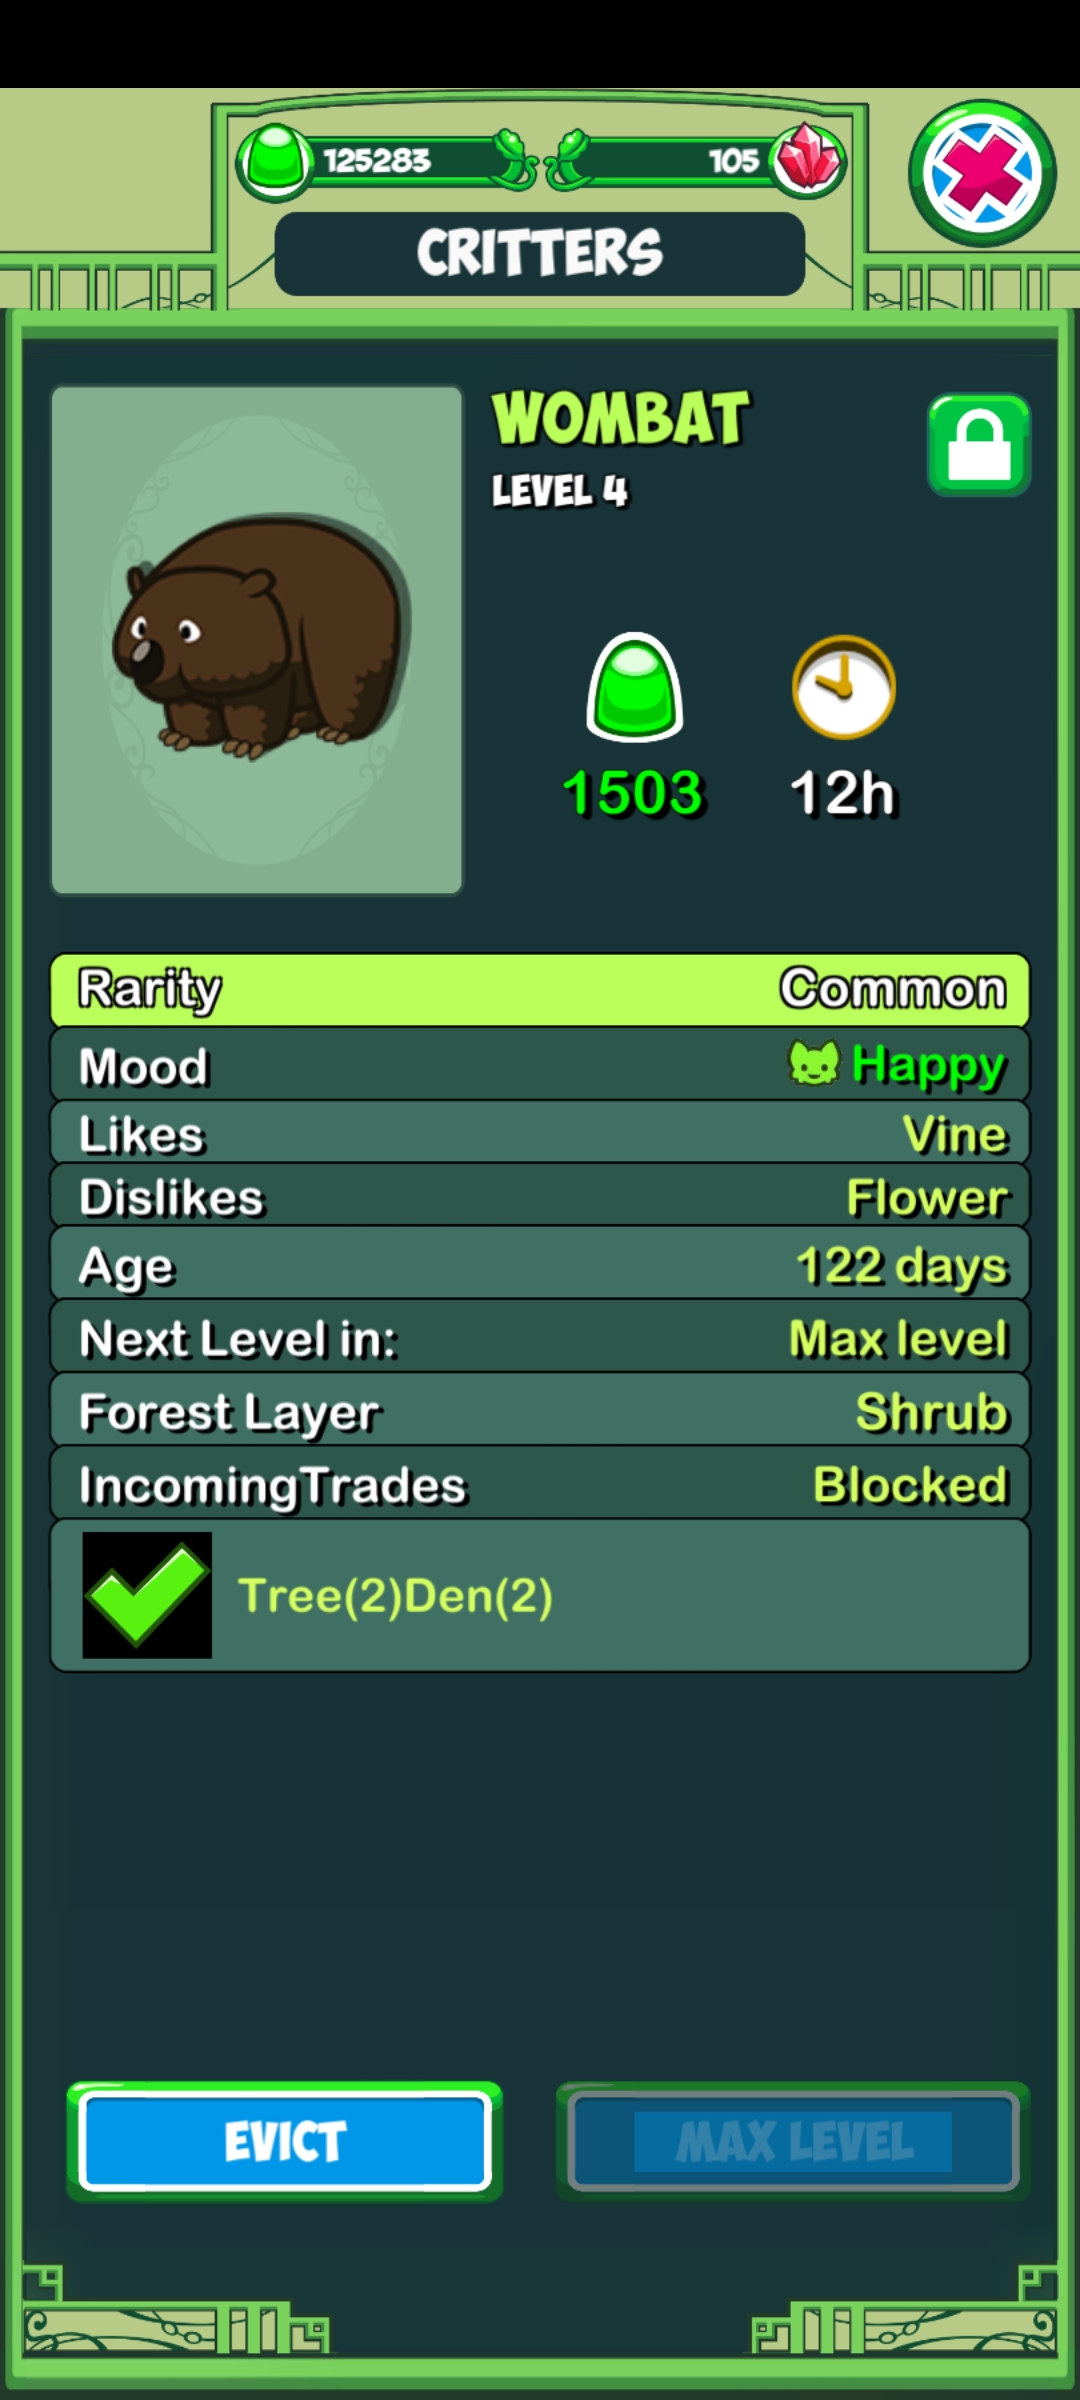 125283
105
CRITTERS
WOMBAT
LEVEL 4
1503
12h
Rarity Common
Mood Happy
Likes Vine
Dislikes Flower
Age 122 days
Next Level in: Max level
Forest Layer Shrub
IncomingTrades Blocked
Tree(2)Den(2)
EVICT
MAX LEVEL